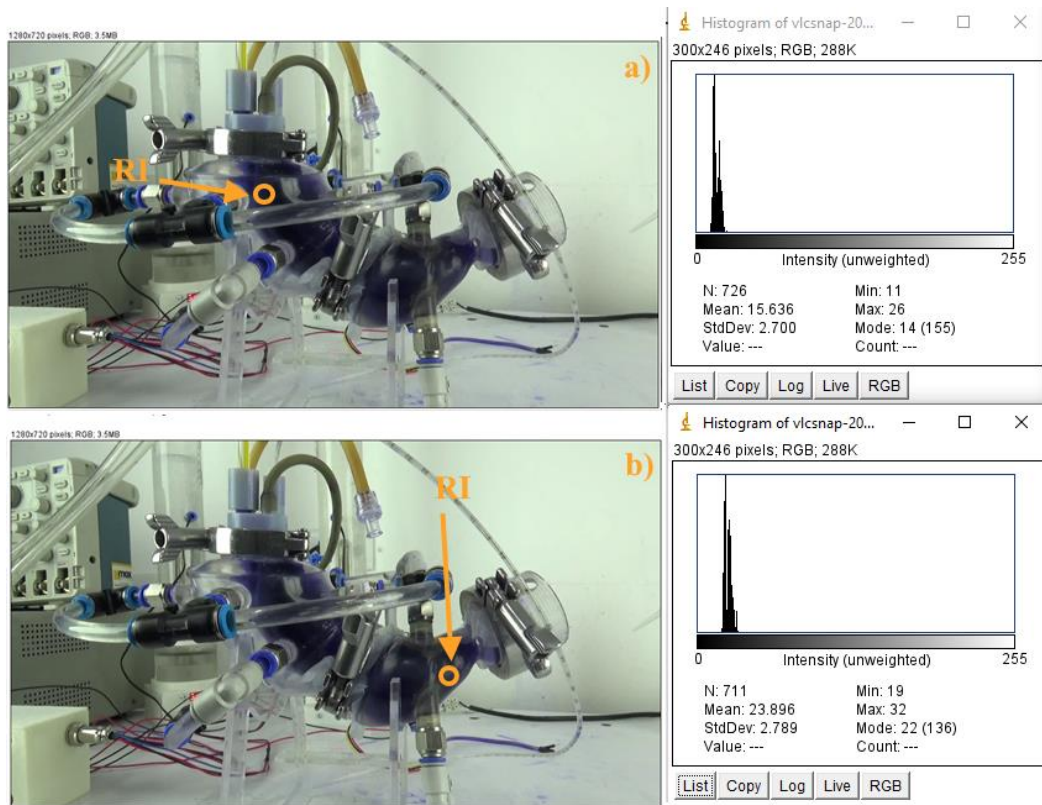 1280x720 pixels; RGB; 3.5MB
a)
RI
Histogram of vlcsnap-20...
300x246 pixels; RGB; 288K
0 Intensity (unweighted) 255
N: 726 Min: 11
Mean: 15.636 Max: 26
StdDev: 2.700 Mode: 14 (155)
Value: --- Count: ---
List Copy Log Live RGB
1280x720 pixels; RGB; 3.5MB
b)
RI
Histogram of vlcsnap-20...
300x246 pixels; RGB; 288K
0 Intensity (unweighted) 255
N: 711 Min: 19
Mean: 23.896 Max: 32
StdDev: 2.789 Mode: 22 (136)
Value: --- Count: ---
List Copy Log Live RGB